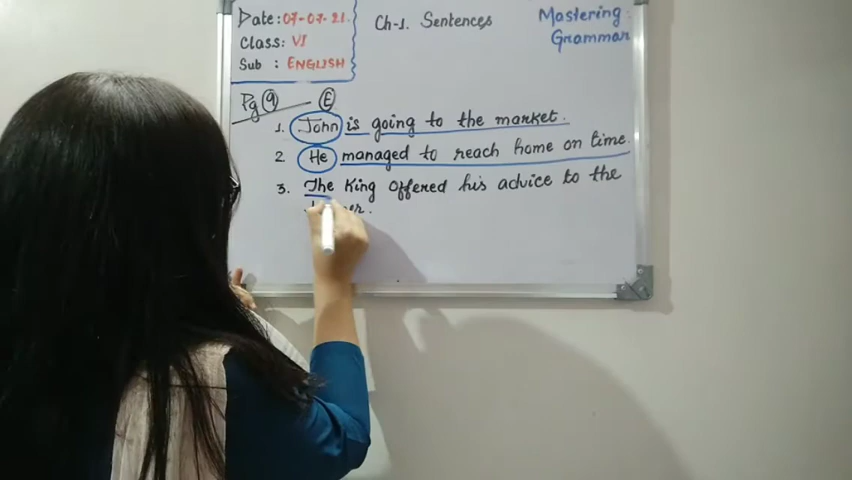 Date: 07-07-21.
Class: VI
Sub : ENGLISH
Ch-1. Sentences
Mastering
Grammar
Pg 9 E
1. John is going to the market.
2 He managed to reach home on time.
3. The King offered his advice to the